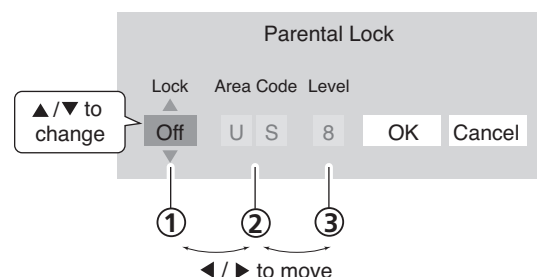 Parental Lock
Lock Area Code Level
▲/▼ to
change
Off U S 8 OK Cancel
① ② ③
◀ / ▶ to move